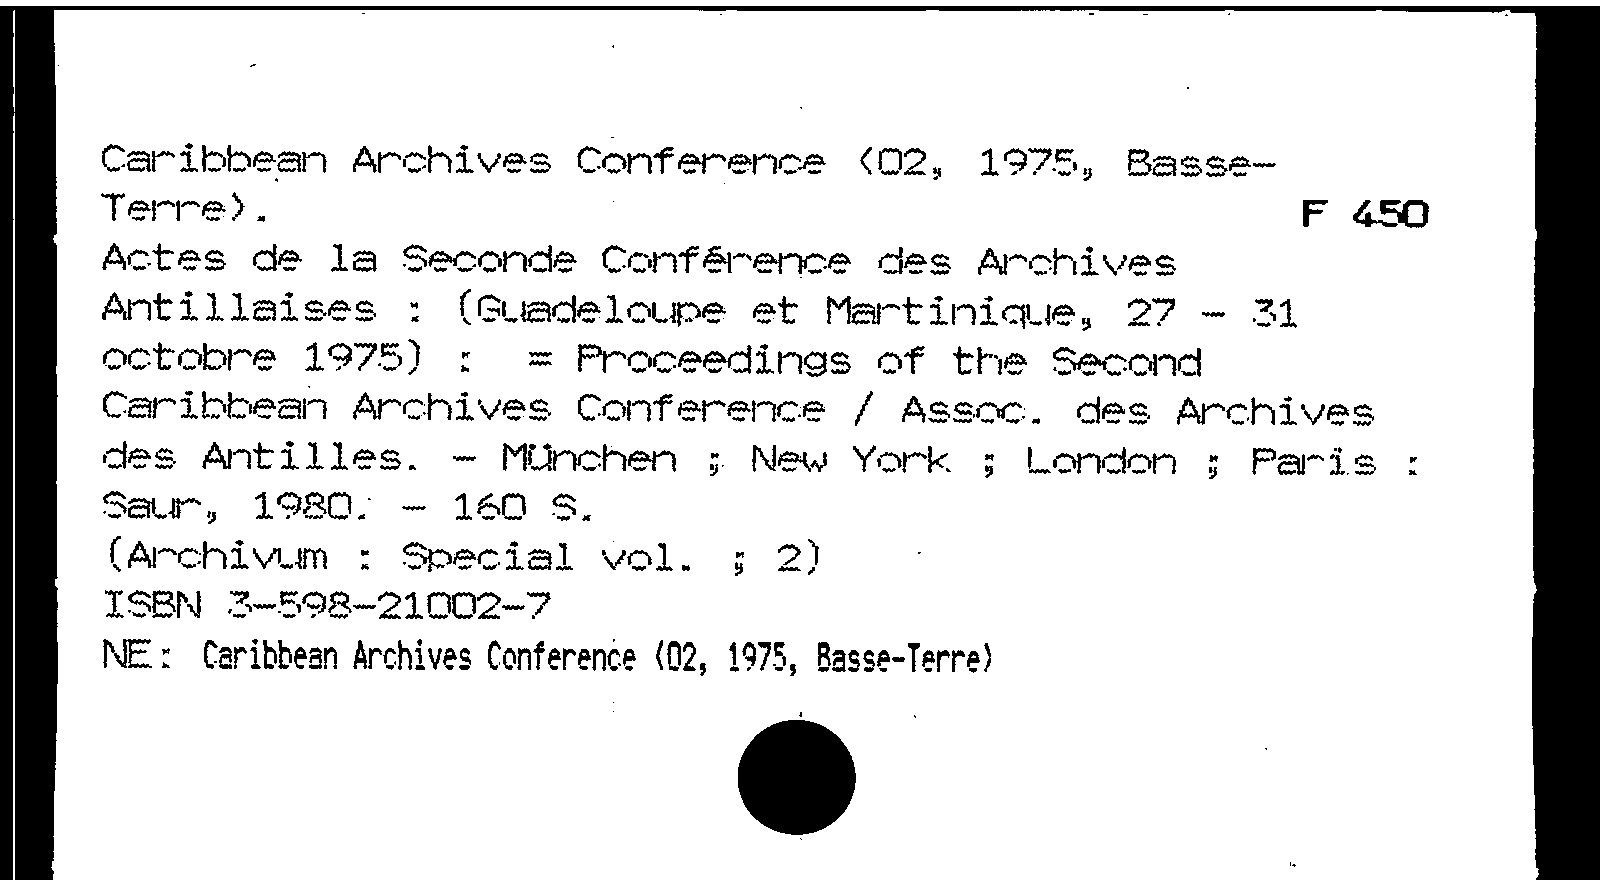 Caribbean Archives Conference (02, 1975, Basse-
Terre).
F 450
Actes de la Seconde Conférence des Archives
Antillaises : (Guadeloupe et Martinique, 27 - 31
octobre 1975) : = Proceedings of the Second
Caribbean Archives Conference / Assoc. des Archives
des Antilles. - München ; New York ; London ; Paris :
Saur, 1980. - 160 S.
(Archivum : Special vol. ; 2)
ISBN 3-598-21002-7
NE: Caribbean Archives Conference (02, 1975, Basse-Terre)